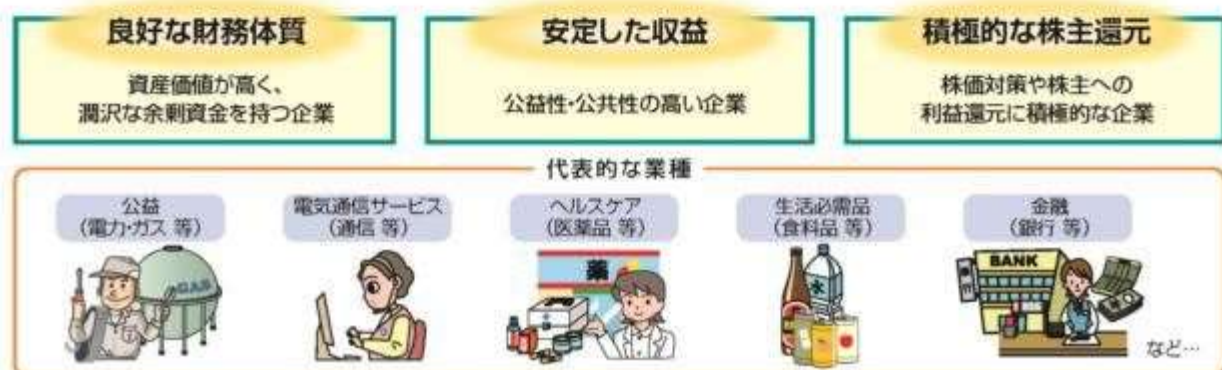 良好な財務体質
資産価値が高く、
潤沢な余剰資金を持つ企業
安定した収益
公益性・公共性の高い企業
積極的な株主還元
株価対策や株主への
利益還元に積極的な企業
代表的な業種
公益
(電力・ガス 等)
電気通信サービス
(通信 等)
ヘルスケア
(医薬品 等)
生活必需品
(食料品 等)
金融
(銀行 等)
GAS
薬
水
BANK
など…